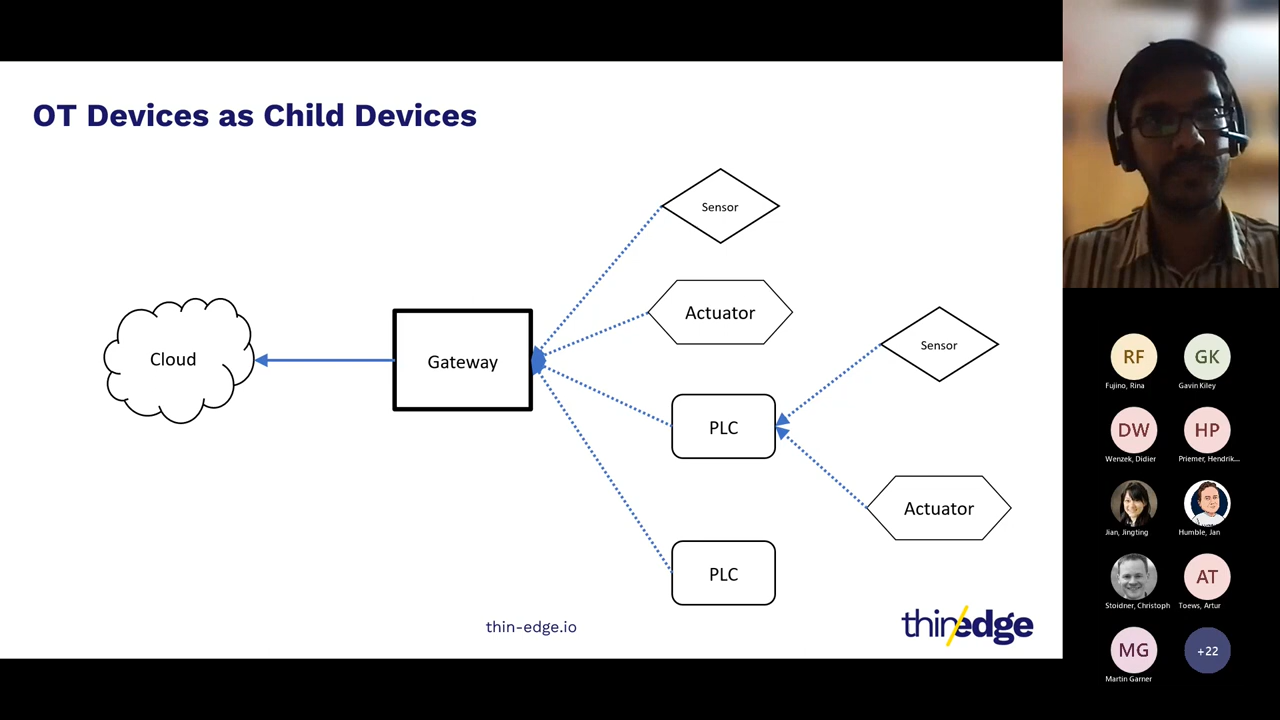 OT Devices as Child Devices
Sensor
Actuator
Sensor
Cloud
Gateway
PLC
Actuator
PLC
thin-edge.io
thin/edge
RF
Fujino, Rina
GK
Gavin Kiley
DW
Wenzek, Didier
HP
Priemer, Hendrik...
Jian, Jingting
Humble, Jan
Stoidner, Christoph
AT
Toews, Artur
MG
Martin Garner
+22